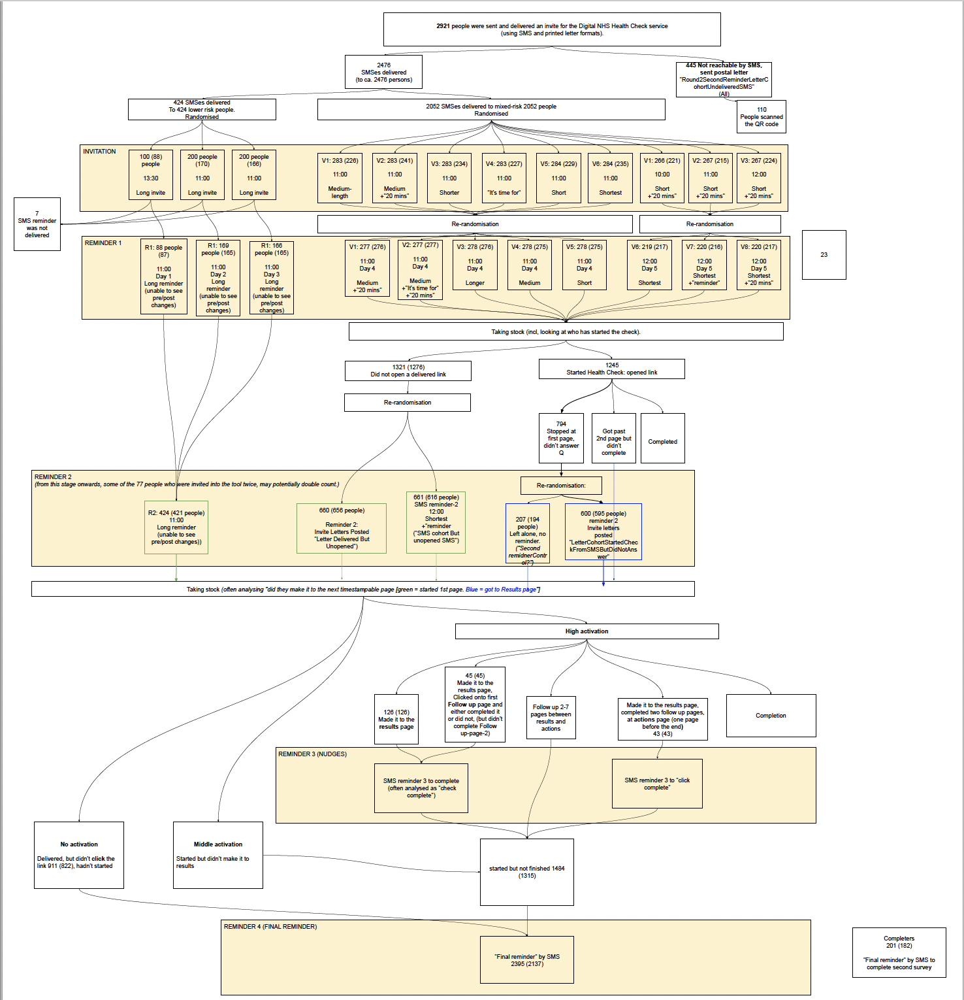 2921 people were sent and delivered an invite for the Digital NHS Health Check service
(using SMS and printed letter formats).
2476
SMSes delivered
(to ca. 2476 persons)
445 Not reachable by SMS,
sent postal letter
"Round2SecondReminderLetterC
ohortUndeliveredSMS"
(All)
110
People scanned
the QR code
424 SMSes delivered
To 424 lower risk people.
Randomised
2052 SMSes delivered to mixed-risk 2052 people
Randomised
INVITATION
100 (88)
people
13:30
Long invite
200 people
(170)
11:00
Long invite
200 people
(166)
11:00
Long invite
V1: 283 (226)
11:00
Medium-
length
V2: 283 (241)
11:00
Medium
+"20 mins"
V3: 283 (234)
11:00
Shorter
V4: 283 (227)
11:00
"It's time for"
V5: 284 (229)
11:00
Short
V6: 284 (235)
11:00
Shortest
V1: 266 (221)
10:00
Short
+"20 mins"
V2: 267 (215)
11:00
Short
+"20 mins"
V3: 267 (224)
12:00
Short
+"20 mins"
7
SMS reminder
was not
delivered
Re-randomisation
Re-randomisation
REMINDER 1
R1: 88 people
(87)
11:00
Day 1
Long reminder
(unable to see
pre/post
changes)
R1: 169
people (165)
11:00
Day 2
Long
reminder
(unable to see
pre/post
changes)
R1: 166
people (165)
11:00
Day 3
Long
reminder
(unable to see
pre/post
changes)
V1: 277 (276)
11:00
Day 4
Medium
+"20 mins"
V2: 277 (277)
11:00
Day 4
Medium
+"It's time for"
+"20 mins"
V3: 278 (276)
11:00
Day 4
Longer
V4: 278 (275)
11:00
Day 4
Medium
V5: 278 (275)
11:00
Day 4
Short
V6: 219 (217)
12:00
Day 5
Shortest
V7: 220 (216)
12:00
Day 5
Shortest
+"reminder"
V8: 220 (217)
12:00
Day 5
Shortest
+"20 mins"
23
Taking stock (incl, looking at who has started the check).
1321 (1276)
Did not open a delivered link
1245
Started Health Check: opened link
Re-randomisation
794
Stopped at
first page,
didn't answer
Q
Got past
2nd page but
didn't
complete
Completed
REMINDER 2
(from this stage onwards, some of the 77 people who were invited into the tool twice, may potentially double count.)
Re-randomisation:
R2: 424 (421 people)
11:00
Long reminder
(unable to see
pre/post changes))
660 (656 people)
Reminder 2:
Invite Letters Posted
"Letter Delivered But
Unopened")
661 (616 people)
SMS reminder-2
12:00
Shortest
+"reminder
("SMS cohort But
unopened SMS")
207 (194
people)
Left alone, no
reminder.
("Second
remidnerContr
ol?")
600 (595 people)
reminder 2
Invite letters
posted
"LetterCohortStartedChec
kFromSMSButDidNotAns
wer"
Taking stock (often analysing "did they make it to the next timestampable page [green = started 1st page. Blue = got to Results page"]
High activation
126 (126)
Made it to the
results page
45 (45)
Made it to the
results page,
Clicked onto first
Follow up page and
either completed it
or did not, (but didn't
complete Follow
up-page-2)
Follow up 2-7
pages between
results and
actions
Made it to the results page,
completed two follow up pages,
at actions page (one page
before the end)
43 (43)
Completion
REMINDER 3 (NUDGES)
SMS reminder 3 to complete
(often analysed as "check
complete")
SMS reminder 3 to "click
complete"
No activation
Delivered, but didn't click the
link 911 (822), hadn't started
Middle activation
Started but didn't make it to
results
started but not finished 1484
(1315)
REMINDER 4 (FINAL REMINDER)
"Final reminder" by SMS
2395 (2137)
Completers
201 (182)
"Final reminder" by SMS to
complete second survey